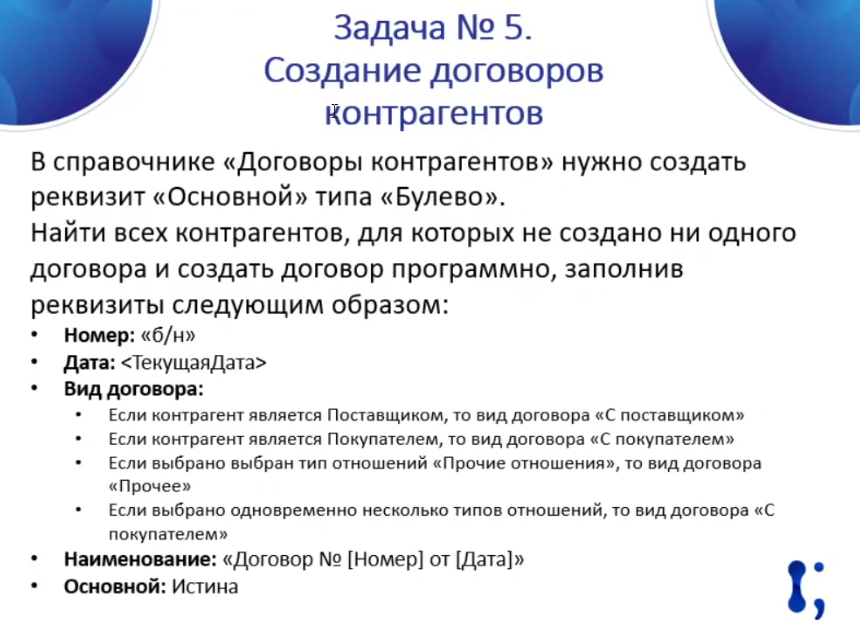 Задача № 5.
Создание договоров
контрагентов
В справочнике «Договоры контрагентов» нужно создать
реквизит «Основной» типа «Булево».
Найти всех контрагентов, для которых не создано ни одного
договора и создать договор программно, заполнив
реквизиты следующим образом:
• Номер: «б/н»
• Дата: <ТекущаяДата>
• Вид договора:
• Если контрагент является Поставщиком, то вид договора «С поставщиком»
• Если контрагент является Покупателем, то вид договора «С покупателем»
• Если выбрано выбран тип отношений «Прочие отношения», то вид договора
«Прочее»
• Если выбрано одновременно несколько типов отношений, то вид договора «С
покупателем»
• Наименование: «Договор № [Номер] от [Дата]»
• Основной: Истина